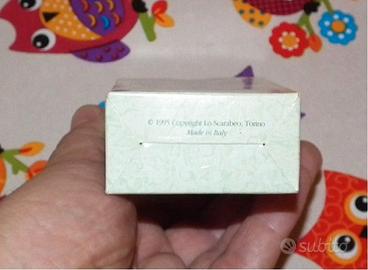 © 1995 Copyright Lo Scarabeo, Torino
Made in Italy
subito